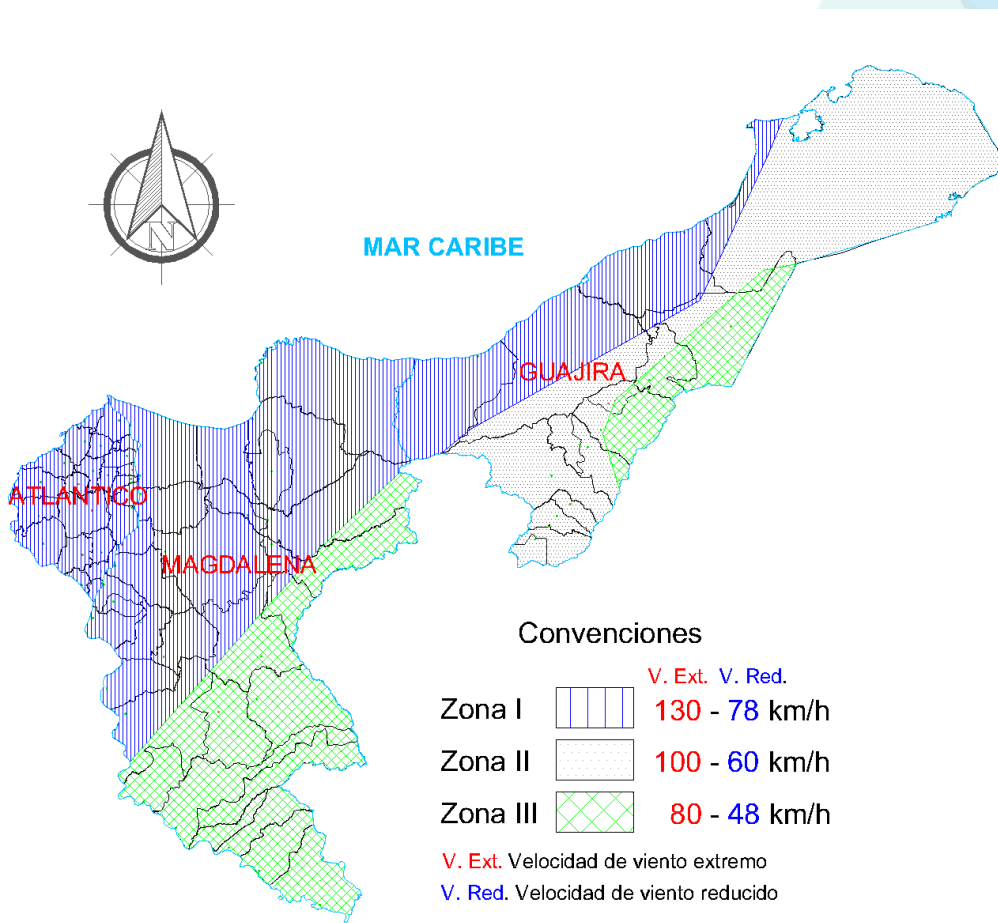 N
MAR CARIBE
GUAJIRA
ATLANTICO
MAGDALENA
Convenciones
V. Ext. V. Red.
Zona I 130 - 78 km/h
Zona II 100 - 60 km/h
Zona III 80 - 48 km/h
V. Ext. Velocidad de viento extremo
V. Red. Velocidad de viento reducido